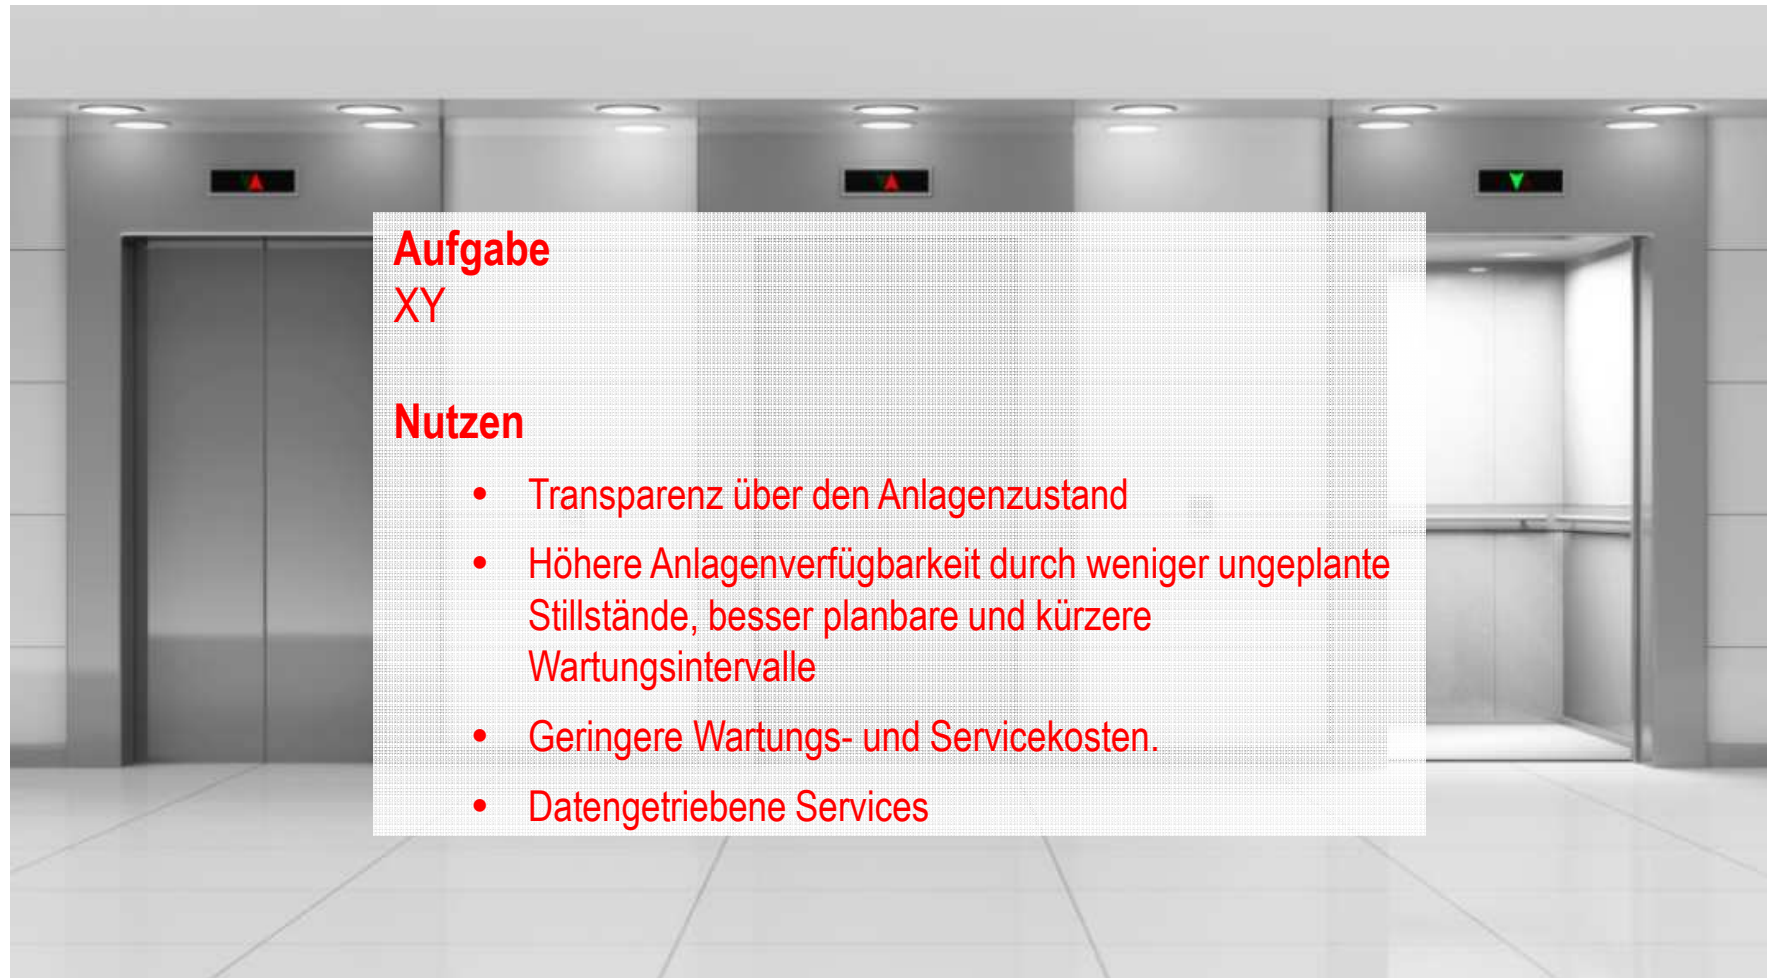 Aufgabe
XY
Nutzen
• Transparenz über den Anlagenzustand
• Höhere Anlagenverfügbarkeit durch weniger ungeplante
Stillstände, besser planbare und kürzere
Wartungsintervalle
• Geringere Wartungs- und Servicekosten.
• Datengetriebene Services